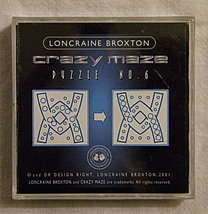 LONCRAINE BROXTON
crazy maze
PUZZLE NO.6
© and DR DESIGN RIGHT, LONCRAINE BROXTON, 2001.
LONCRAINE BROXTON and CRAZY MAZE are trademarks. All rights reserved.